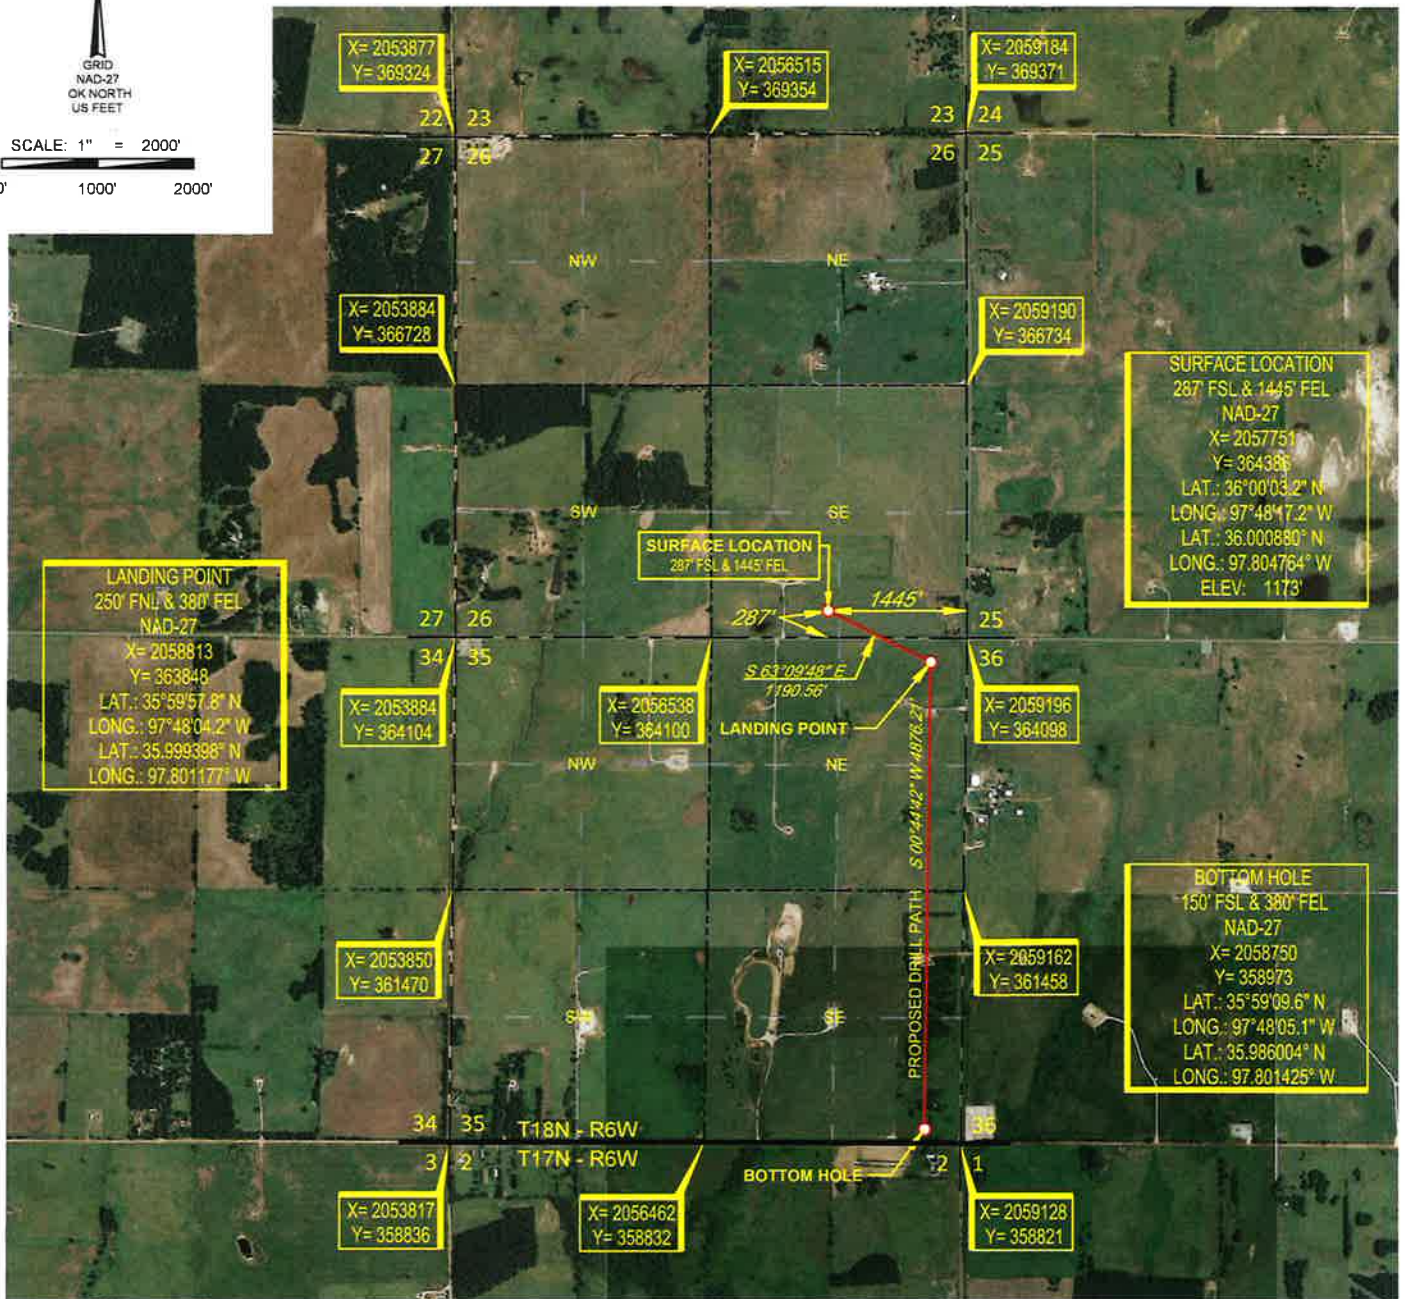 GRID
NAD-27
OK NORTH
US FEET
SCALE: 1" = 2000'
0' 1000' 2000'
X= 2053877
Y= 369324
X= 2056515
Y= 369354
X= 2059184
Y= 369371
22 23
23 24
27 26
26 25
NW
NE
X= 2053884
Y= 366728
X= 2059190
Y= 366734
SURFACE LOCATION
287' FSL & 1445' FEL
NAD-27
X= 2057751
Y= 364386
LAT.: 36°00'03.2" N
LONG.: 97°48'17.2" W
LAT.: 36.000880° N
LONG.: 97.804764° W
ELEV: 1173'
SW
SE
SURFACE LOCATION
287' FSL & 1445' FEL
LANDING POINT
250' FNL & 380' FEL
NAD-27
X= 2058813
Y= 363848
LAT.: 35°59'57.8" N
LONG.: 97°48'04.2" W
LAT.: 35.999398° N
LONG.: 97.801177° W
1445'
287'
27 26
25
34 35
36
S 63°09'48" E
1190.56'
X= 2053884
Y= 364104
X= 2056538
Y= 364100
LANDING POINT
X= 2059196
Y= 364098
NW
NE
PROPOSED DRILL PATH S 00°44'42" W 4876.21'
BOTTOM HOLE
150' FSL & 380' FEL
NAD-27
X= 2058750
Y= 358973
LAT.: 35°59'09.6" N
LONG.: 97°48'05.1" W
LAT.: 35.986004° N
LONG.: 97.801425° W
X= 2053850
Y= 361470
X= 2059162
Y= 361458
SW
SE
34 35
T18N - R6W
36
3 2
T17N - R6W
2 1
BOTTOM HOLE
X= 2053817
Y= 358836
X= 2056462
Y= 358832
X= 2059128
Y= 358821